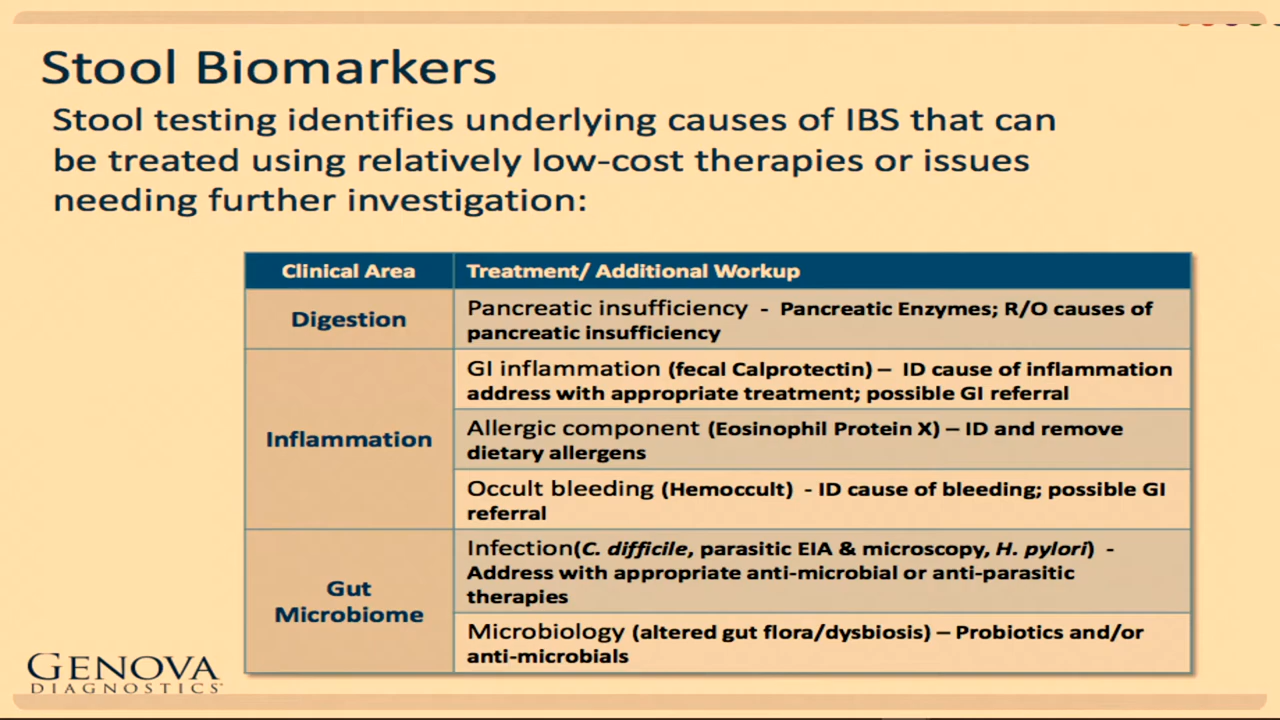 Stool Biomarkers
Stool testing identifies underlying causes of IBS that can
be treated using relatively low-cost therapies or issues
needing further investigation:
Clinical Area
Treatment/ Additional Workup
Digestion
Pancreatic insufficiency - Pancreatic Enzymes; R/O causes of
pancreatic insufficiency
Inflammation
GI inflammation (fecal Calprotectin) – ID cause of inflammation
address with appropriate treatment; possible GI referral
Allergic component (Eosinophil Protein X) – ID and remove
dietary allergens
Occult bleeding (Hemoccult) - ID cause of bleeding; possible GI
referral
Gut
Microbiome
Infection(C. difficile, parasitic EIA & microscopy, H. pylori) -
Address with appropriate anti-microbial or anti-parasitic
therapies
Microbiology (altered gut flora/dysbiosis) – Probiotics and/or
anti-microbials
GENOVA
DIAGNOSTICS